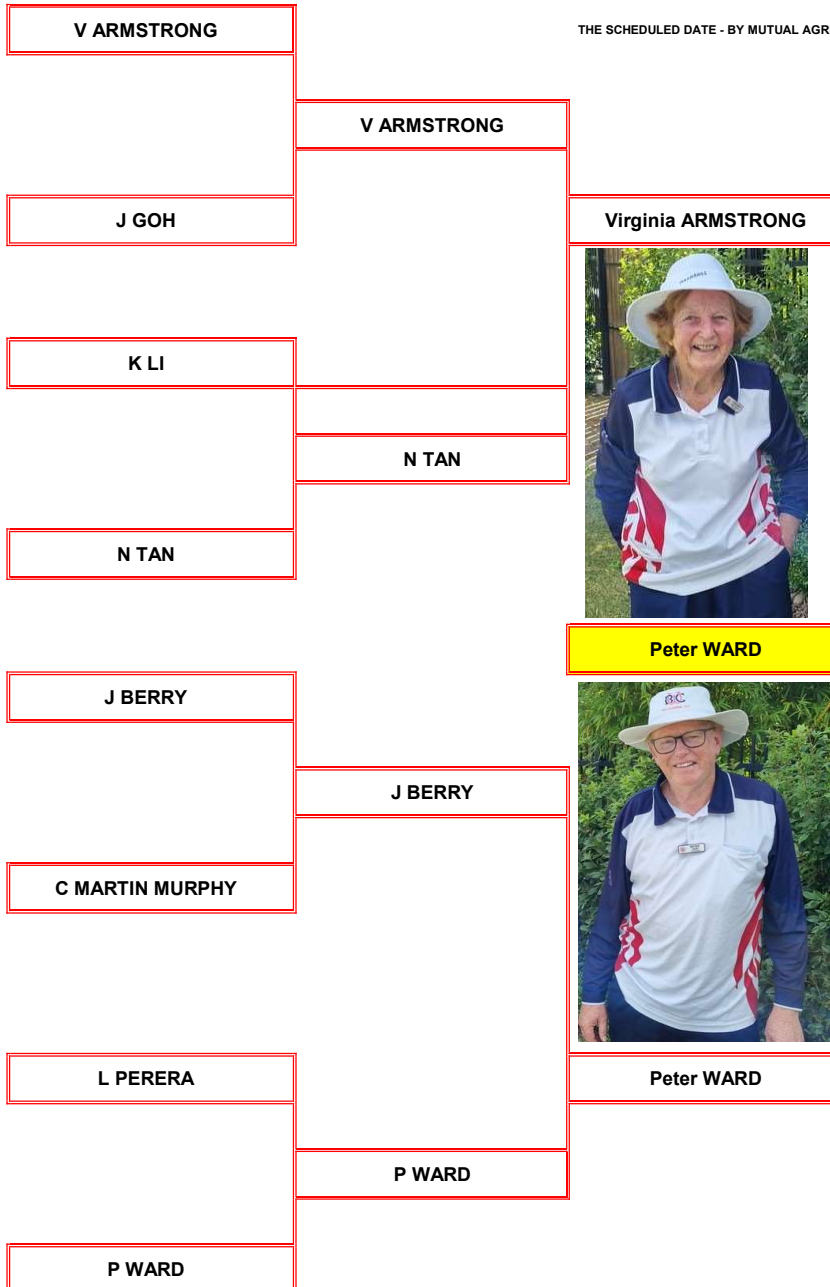 V ARMSTRONG
THE SCHEDULED DATE - BY MUTUAL AGR
V ARMSTRONG
J GOH
Virginia ARMSTRONG
K LI
N TAN
N TAN
Peter WARD
J BERRY
J BERRY
C MARTIN MURPHY
L PERERA
Peter WARD
P WARD
P WARD